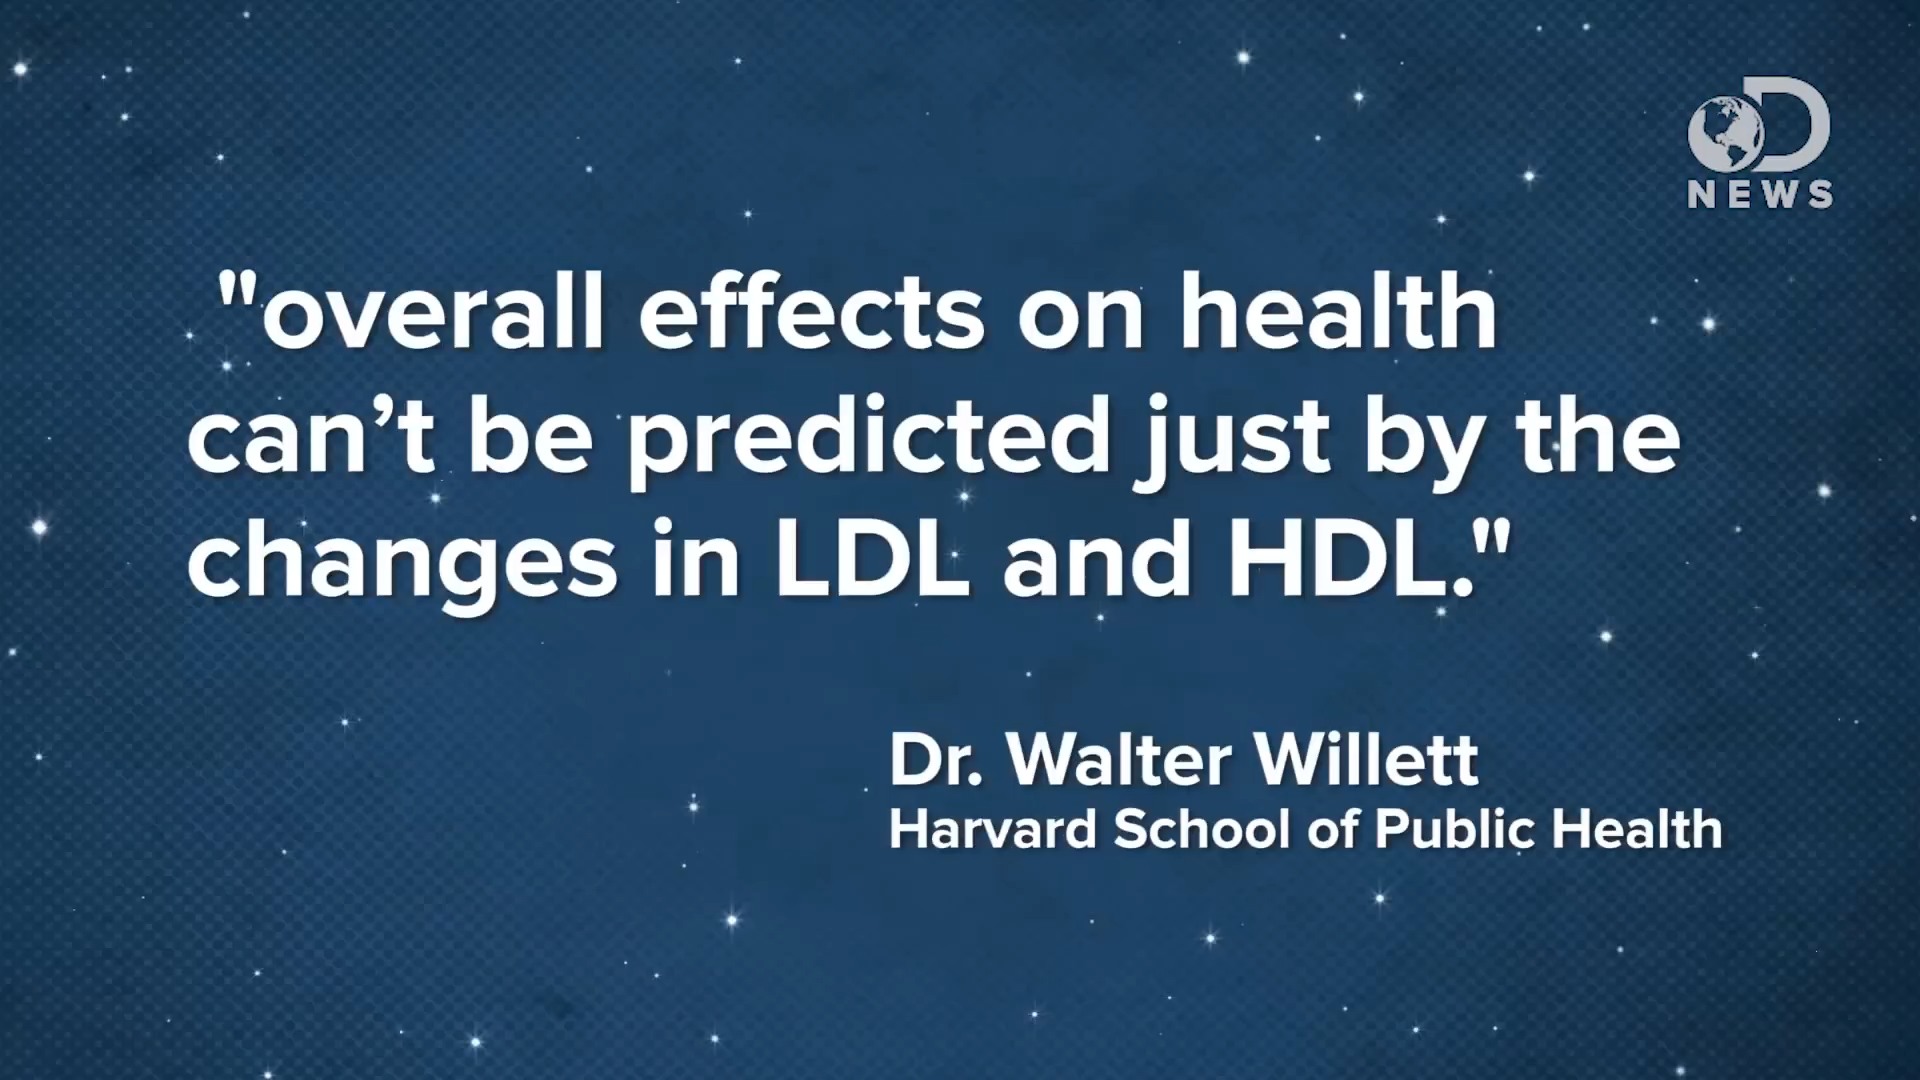 NEWS
"overall effects on health
can’t be predicted just by the
changes in LDL and HDL."
Dr. Walter Willett
Harvard School of Public Health